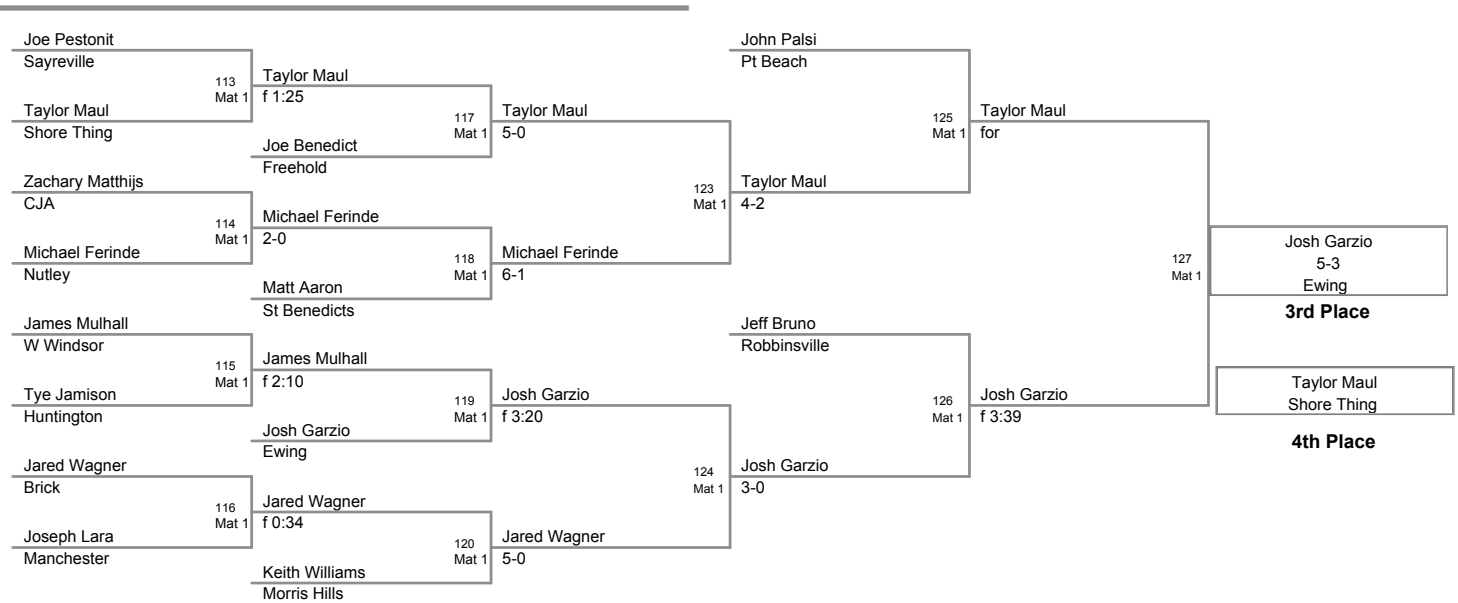 Joe Pestonit
Sayreville
113
Mat 1
Taylor Maul
Shore Thing
Taylor Maul
f 1:25
117
Mat 1
Joe Benedict
Freehold
Taylor Maul
5-0
Zachary Matthijs
CJA
114
Mat 1
Michael Ferinde
Nutley
Michael Ferinde
2-0
118
Mat 1
Matt Aaron
St Benedicts
Michael Ferinde
6-1
123
Mat 1
James Mulhall
W Windsor
115
Mat 1
Tye Jamison
Huntington
James Mulhall
f 2:10
119
Mat 1
Josh Garzio
Ewing
Josh Garzio
f 3:20
Jared Wagner
Brick
116
Mat 1
Joseph Lara
Manchester
Jared Wagner
f 0:34
120
Mat 1
Keith Williams
Morris Hills
Jared Wagner
5-0
124
Mat 1
John Palsi
Pt Beach
125
Mat 1
Taylor Maul
4-2
Taylor Maul
for
Jeff Bruno
Robbinsville
126
Mat 1
Josh Garzio
3-0
Josh Garzio
f 3:39
127
Mat 1
Josh Garzio
5-3
Ewing
3rd Place
Taylor Maul
Shore Thing
4th Place